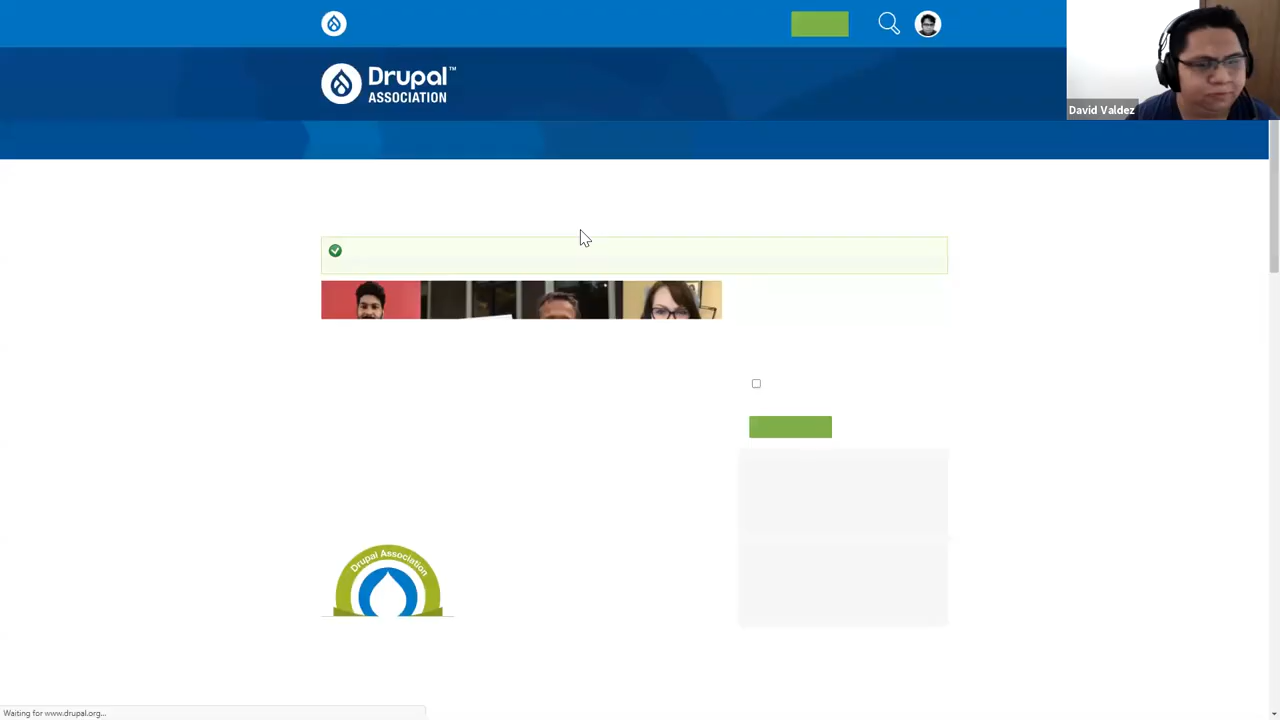 Drupal™
ASSOCIATION
David Valdez
Drupal Association
Waiting for www.drupal.org...